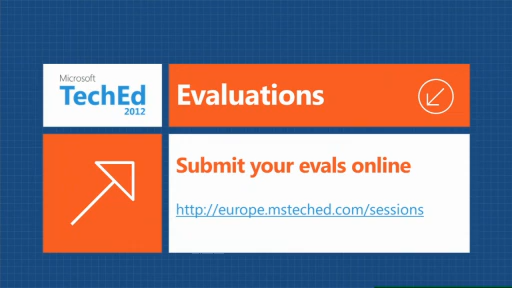 Microsoft
TechEd
2012
Evaluations
Submit your evals online
http://europe.msteched.com/sessions